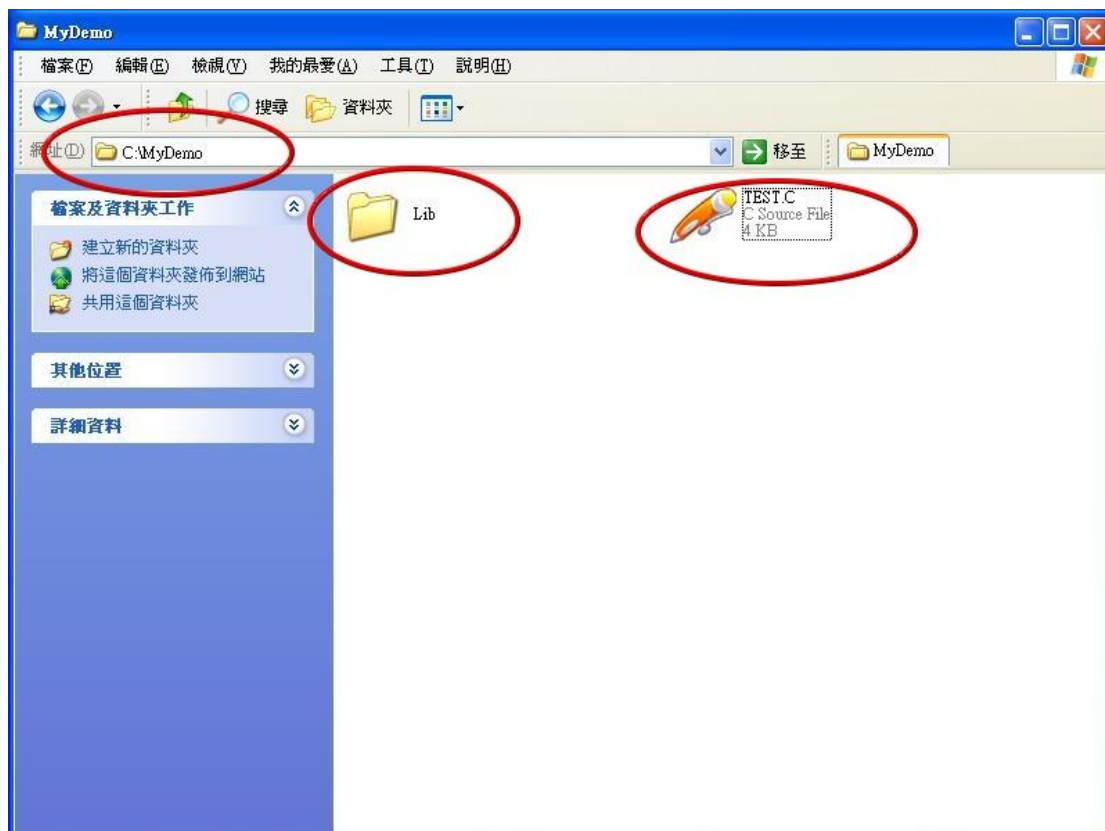 MyDemo
檔案(F) 編輯(E) 檢視(V) 我的最愛(A) 工具(T) 說明(H)
搜尋 資料夾
網址(D) C:\MyDemo 移至 MyDemo
檔案及資料夾工作
建立新的資料夾
將這個資料夾發佈到網站
共用這個資料夾
其他位置
詳細資料
Lib
TEST.C
C Source File
4 KB